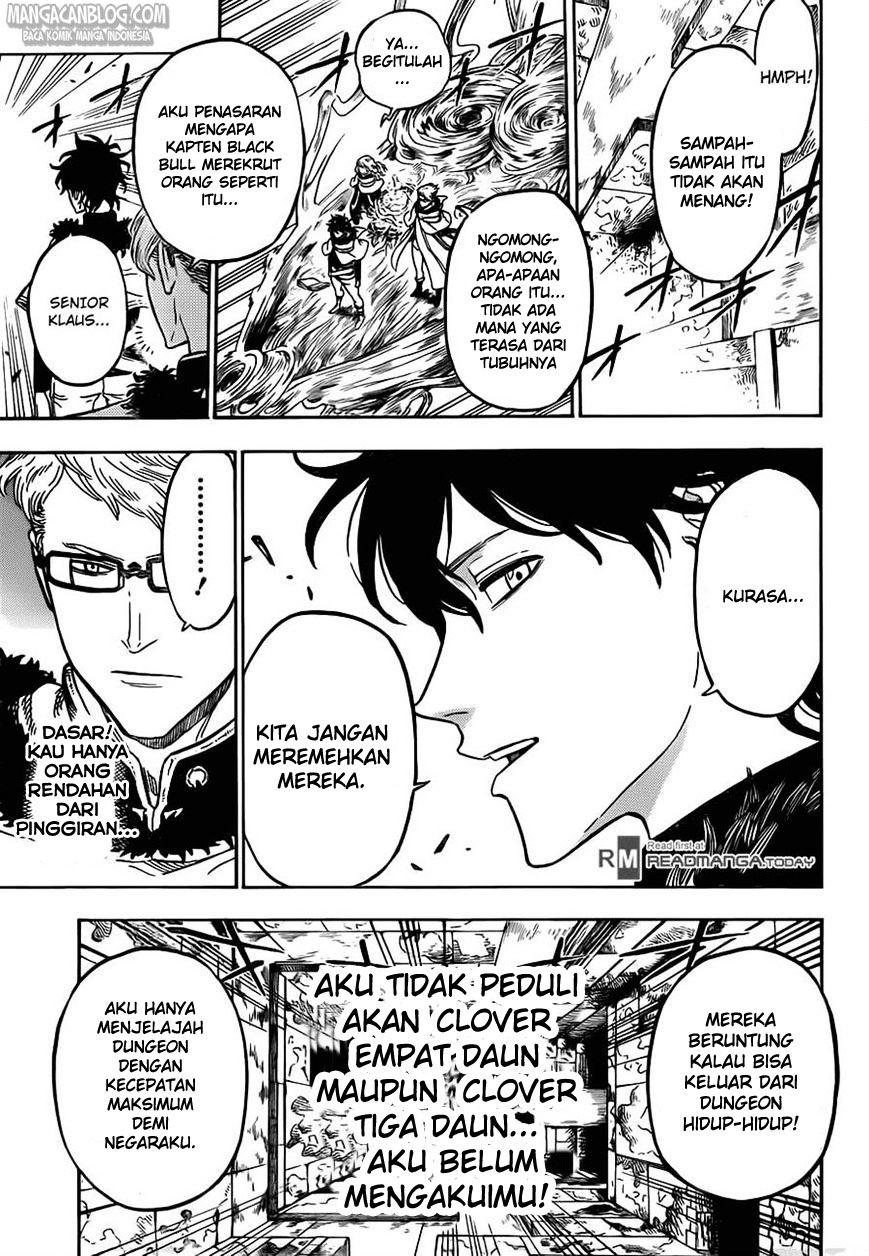 MANGACANBLOG.COM
BACA KOMIK MANGA INDONESIA
HMPH!
SAMPAH-
SAMPAH ITU
TIDAK AKAN
MENANG!
YA...
BEGITULAH
...
NGOMONG-
NGOMONG,
APA-APAAN
ORANG ITU...
TIDAK ADA
MANA YANG
TERASA DARI
TUBUHNYA
AKU PENASARAN
MENGAPA
KAPTEN BLACK
BULL MEREKRUT
ORANG SEPERTI
ITU...
SENIOR
KLAUS...
KURASA...
KITA JANGAN
MEREMEHKAN
MEREKA.
.........
DASAR!
KAU HANYA
ORANG
RENDAHAN
DARI
PINGGIRAN...
RM
Read first at
READMANGA.TODAY
MEREKA
BERUNTUNG
KALAU BISA
KELUAR DARI
DUNGEON
HIDUP-HIDUP!
AKU TIDAK PEDULI
AKAN CLOVER
EMPAT DAUN
MAUPUN CLOVER
TIGA DAUN...
AKU BELUM
MENGAKUIMU!
AKU HANYA
MENJELAJAH
DUNGEON
DENGAN
KECEPATAN
MAKSIMUM
DEMI
NEGARAKU.